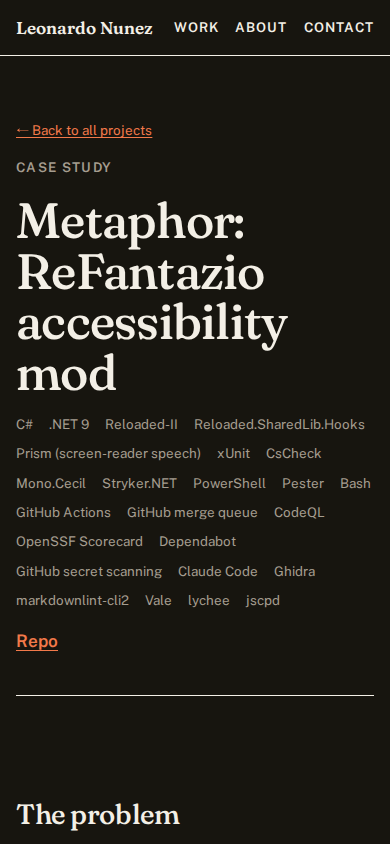 Leonardo Nunez WORK ABOUT CONTACT
← Back to all projects
CASE STUDY
Metaphor:
ReFantazio
accessibility
mod
C# .NET 9 Reloaded-II Reloaded.SharedLib.Hooks
Prism (screen-reader speech) xUnit CsCheck
Mono.Cecil Stryker.NET PowerShell Pester Bash
GitHub Actions GitHub merge queue CodeQL
OpenSSF Scorecard Dependabot
GitHub secret scanning Claude Code Ghidra
markdownlint-cli2 Vale lychee jscpd
Repo
The problem